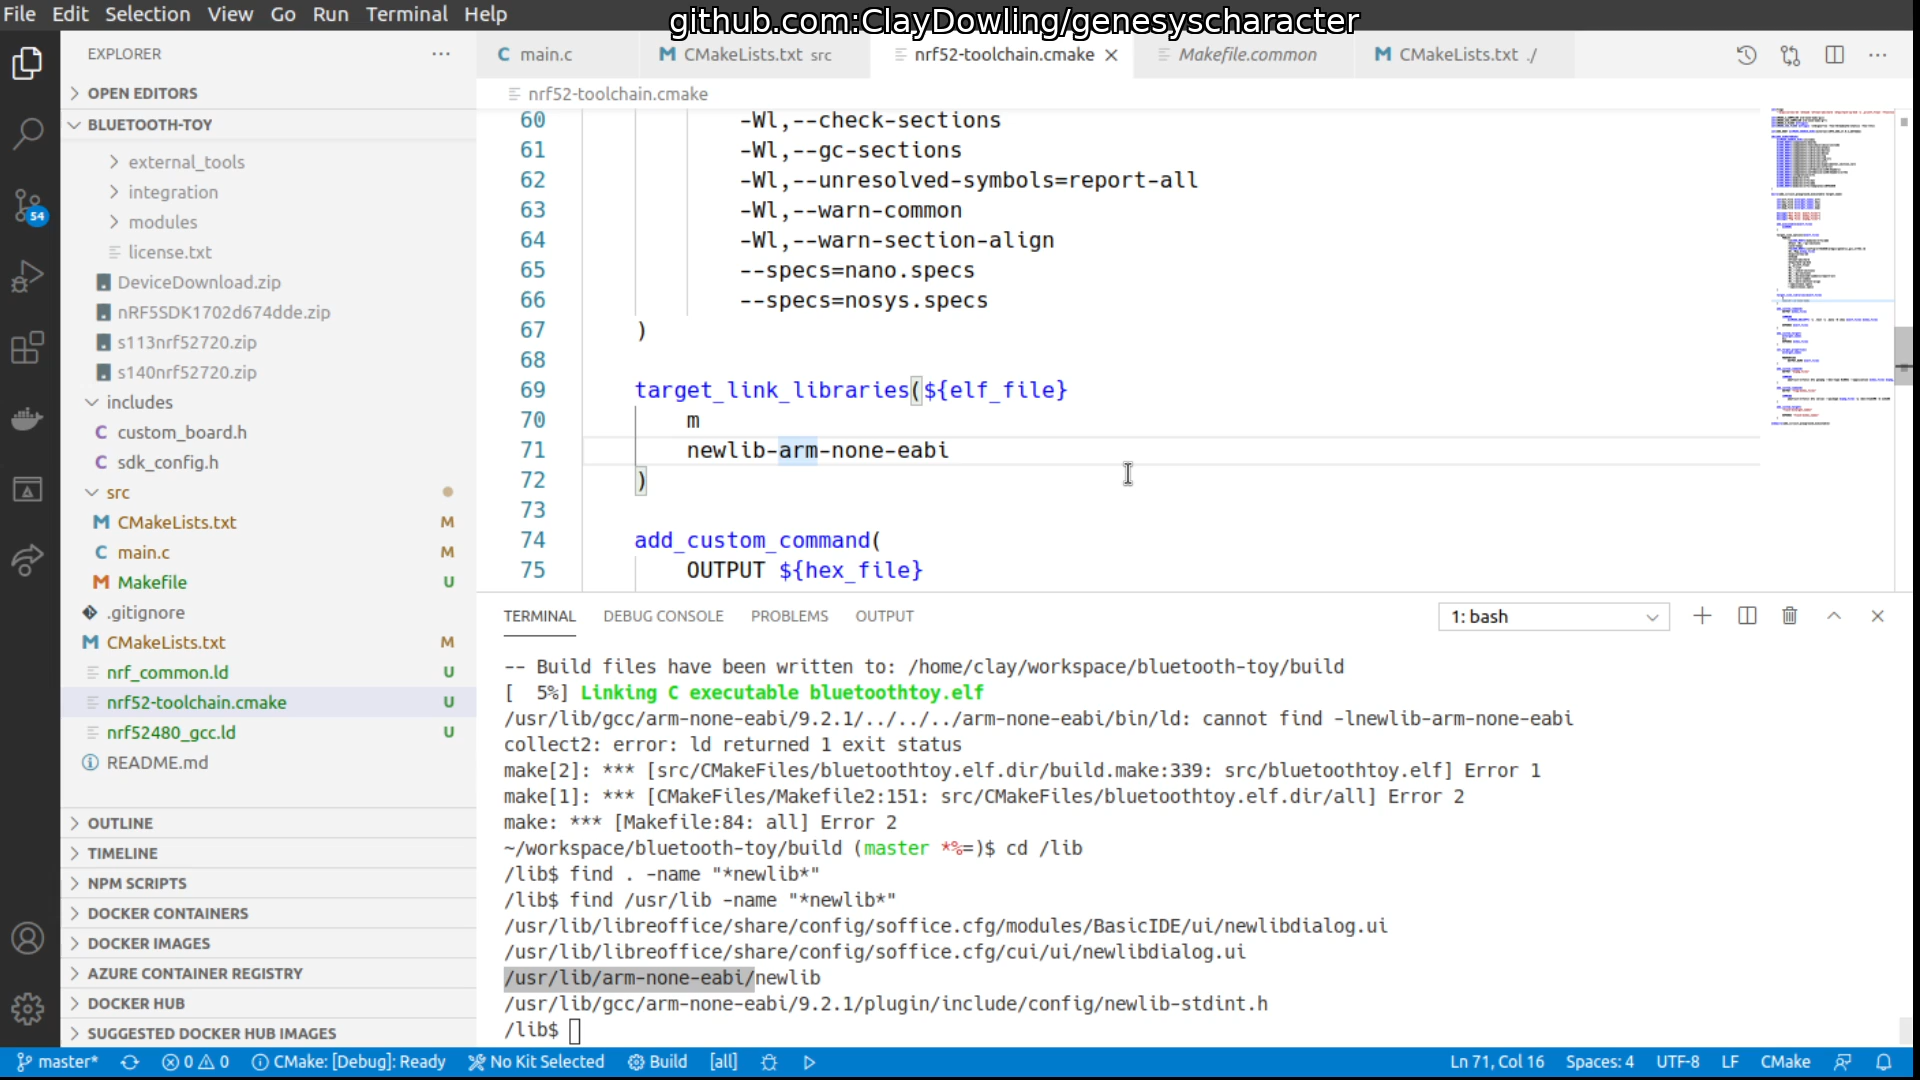 File Edit Selection View Go Run Terminal Help
github.com:ClayDowling/genesyscharacter
EXPLORER
OPEN EDITORS
BLUETOOTH-TOY
external_tools
integration
modules
license.txt
DeviceDownload.zip
nRF5SDK1702d674dde.zip
s113nrf52720.zip
s140nrf52720.zip
includes
custom_board.h
sdk_config.h
src
CMakeLists.txt M
main.c M
Makefile U
.gitignore
CMakeLists.txt M
nrf_common.ld U
nrf52-toolchain.cmake U
nrf52480_gcc.ld U
README.md
OUTLINE
TIMELINE
NPM SCRIPTS
DOCKER CONTAINERS
DOCKER IMAGES
AZURE CONTAINER REGISTRY
DOCKER HUB
SUGGESTED DOCKER HUB IMAGES
54
main.c CMakeLists.txt src nrf52-toolchain.cmake Makefile.common CMakeLists.txt ./
nrf52-toolchain.cmake
60 -Wl,--check-sections
61 -Wl,--gc-sections
62 -Wl,--unresolved-symbols=report-all
63 -Wl,--warn-common
64 -Wl,--warn-section-align
65 --specs=nano.specs
66 --specs=nosys.specs
67 )
68
69 target_link_libraries(${elf_file}
70 m
71 newlib-arm-none-eabi
72 )
73
74 add_custom_command(
75 OUTPUT ${hex_file}
TERMINAL DEBUG CONSOLE PROBLEMS OUTPUT 1: bash
-- Build files have been written to: /home/clay/workspace/bluetooth-toy/build
[  5%] Linking C executable bluetoothtoy.elf
/usr/lib/gcc/arm-none-eabi/9.2.1/../../../arm-none-eabi/bin/ld: cannot find -lnewlib-arm-none-eabi
collect2: error: ld returned 1 exit status
make[2]: *** [src/CMakeFiles/bluetoothtoy.elf.dir/build.make:339: src/bluetoothtoy.elf] Error 1
make[1]: *** [CMakeFiles/Makefile2:151: src/CMakeFiles/bluetoothtoy.elf.dir/all] Error 2
make: *** [Makefile:84: all] Error 2
~/workspace/bluetooth-toy/build (master *%=)$ cd /lib
/lib$ find . -name "*newlib*"
/lib$ find /usr/lib -name "*newlib*"
/usr/lib/libreoffice/share/config/soffice.cfg/modules/BasicIDE/ui/newlibdialog.ui
/usr/lib/libreoffice/share/config/soffice.cfg/cui/ui/newlibdialog.ui
/usr/lib/arm-none-eabi/newlib
/usr/lib/gcc/arm-none-eabi/9.2.1/plugin/include/config/newlib-stdint.h
/lib$
master* 0 0 CMake: [Debug]: Ready No Kit Selected Build [all] Ln 71, Col 16 Spaces: 4 UTF-8 LF CMake